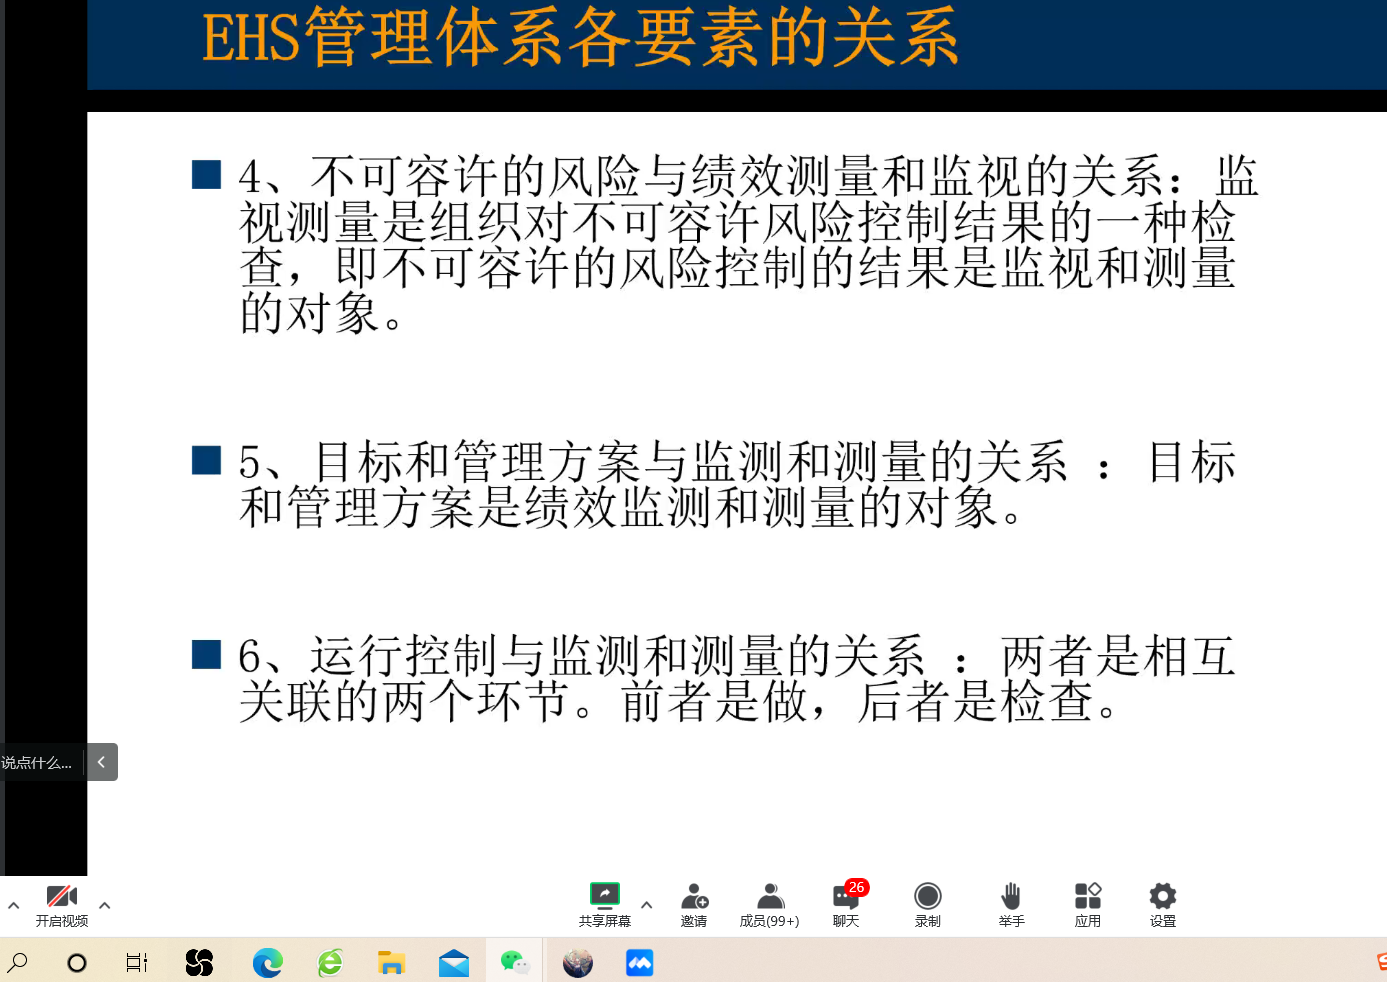 EHS管理体系各要素的关系
4、不可容许的风险与绩效测量和监视的关系：监
视测量是组织对不可容许风险控制结果的一种检
查，即不可容许的风险控制的结果是监视和测量
的对象。
5、目标和管理方案与监测和测量的关系 ：目标
和管理方案是绩效监测和测量的对象。
6、运行控制与监测和测量的关系 ：两者是相互
关联的两个环节。前者是做，后者是检查。
说点什么...
开启视频
共享屏幕
邀请
成员(99+)
26
聊天
录制
举手
应用
设置